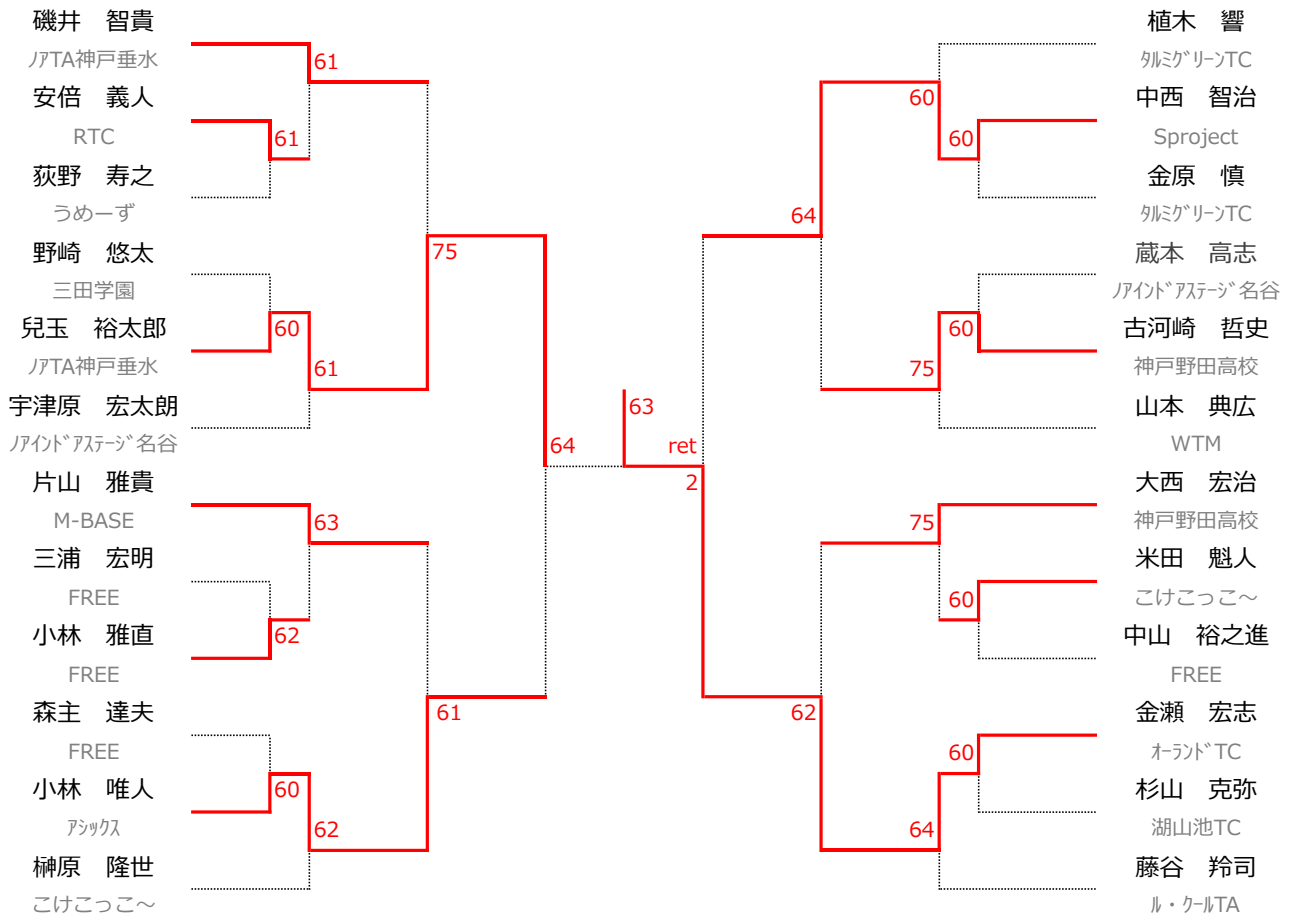 磯井　智貴
ﾉｱTA神戸垂水
61
安倍　義人
RTC
61
荻野　寿之
うめーず
野崎　悠太
三田学園
75
兒玉　裕太郎
ﾉｱTA神戸垂水
60
61
宇津原　宏太朗
ﾉｱｲﾝﾄﾞｱｽﾃｰｼﾞ名谷
64
片山　雅貴
M-BASE
63
三浦　宏明
FREE
小林　雅直
FREE
62
森主　達夫
FREE
61
小林　唯人
ｱｼｯｸｽ
60
62
榊原　隆世
こけこっこ～
63
ret
2
植木　響
ﾀﾙﾐｸﾞﾘｰﾝTC
60
中西　智治
Sproject
60
金原　慎
ﾀﾙﾐｸﾞﾘｰﾝTC
64
蔵本　高志
ﾉｱｲﾝﾄﾞｱｽﾃｰｼﾞ名谷
60
古河崎　哲史
神戸野田高校
75
山本　典広
WTM
大西　宏治
神戸野田高校
75
米田　魁人
こけこっこ～
60
中山　裕之進
FREE
62
金瀬　宏志
ｵｰﾗﾝﾄﾞTC
60
杉山　克弥
湖山池TC
64
藤谷　羚司
ﾙ・ｸｰﾙTA